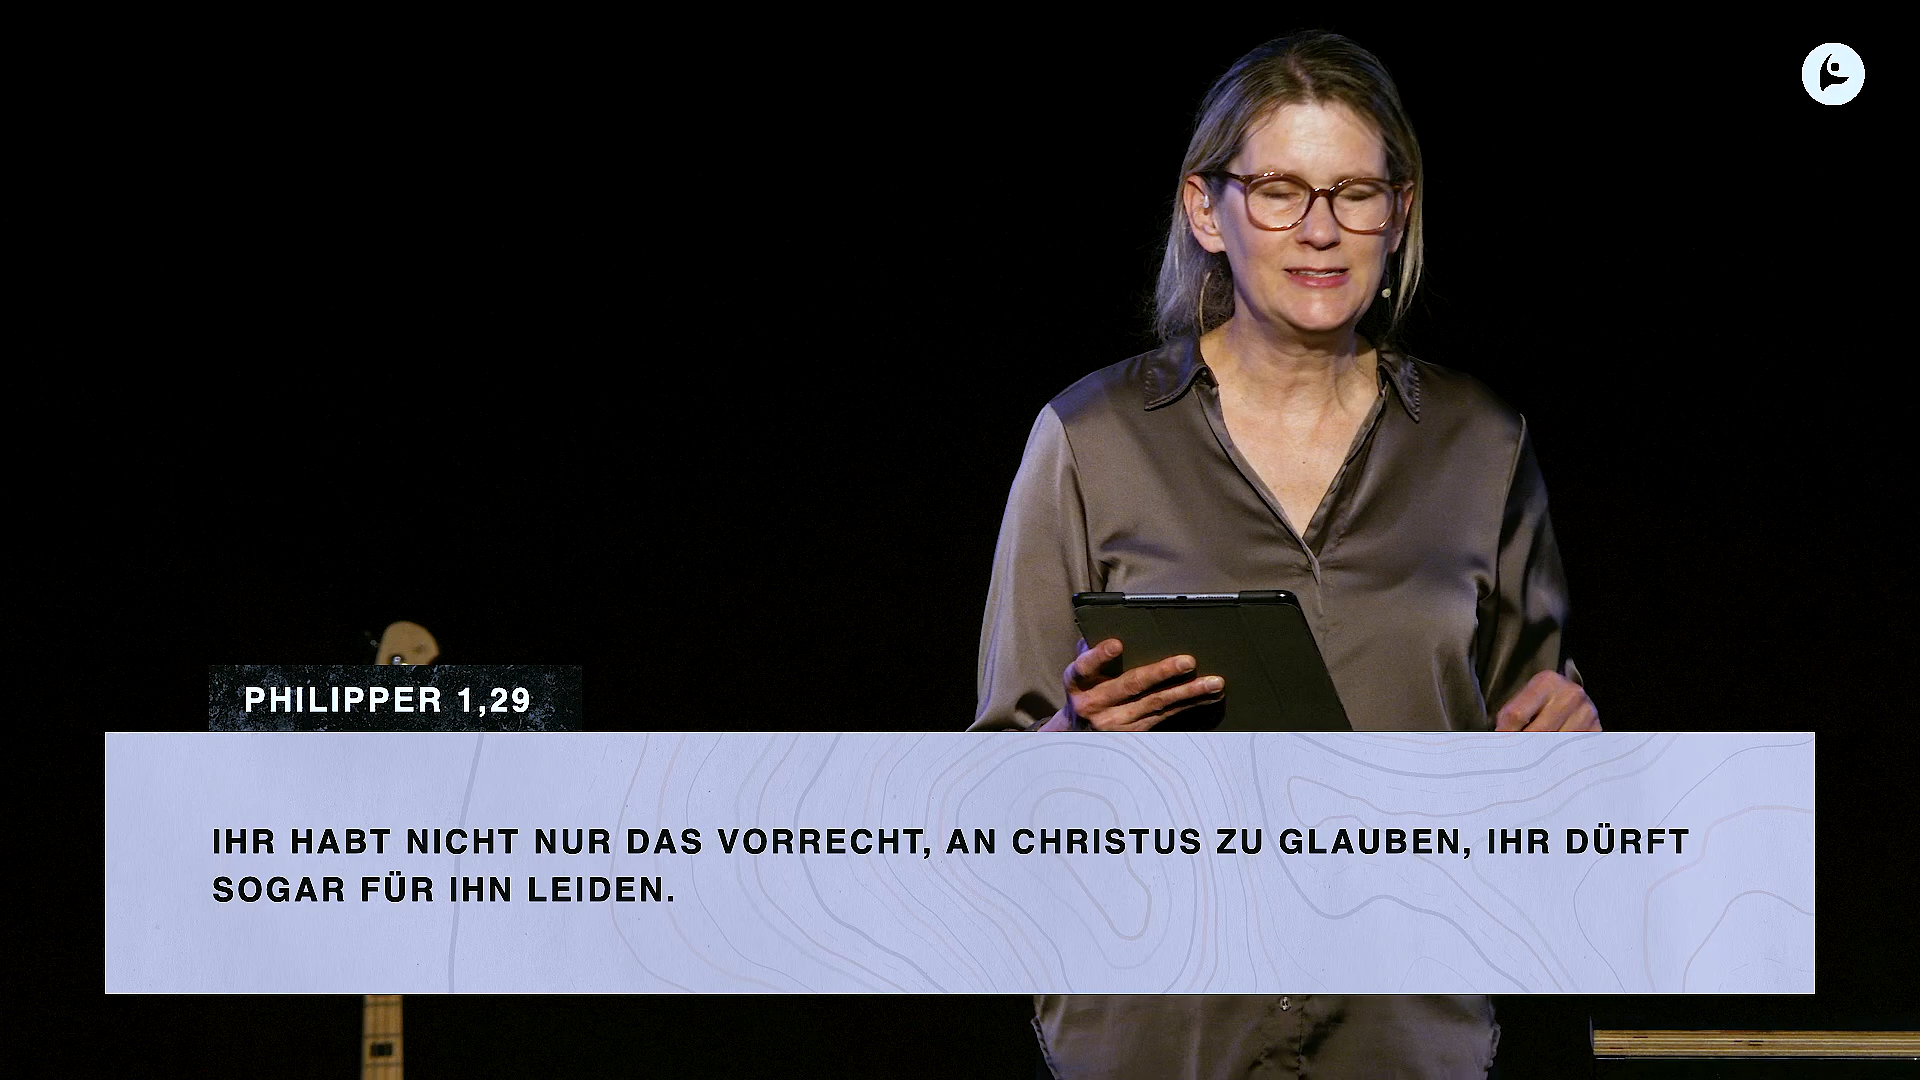 PHILIPPER 1,29
IHR HABT NICHT NUR DAS VORRECHT, AN CHRISTUS ZU GLAUBEN, IHR DÜRFT
SOGAR FÜR IHN LEIDEN.